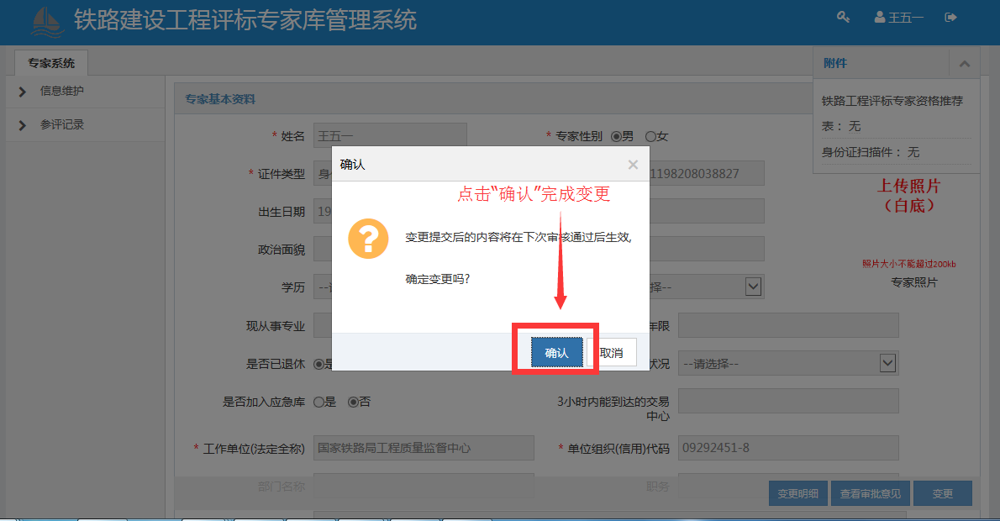 铁路建设工程评标专家库管理系统
王五一
专家系统
附件
信息维护
参评记录
专家基本资料
铁路工程评标专家资格推荐
表： 无
身份证扫描件： 无
* 姓名 王五一
* 专家性别 男 女
确认 ×
* 证件类型
1198208038827
上传照片
（白底）
点击“确认”完成变更
出生日期 19
变更提交后的内容将在下次审核通过后生效,
确定变更吗?
政治面貌
照片大小不能超过200kb
专家照片
学历
择--
现从事专业
年限
确认 取消
是否已退休
状况 --请选择--
是否加入应急库 是 否
3小时内能到达的交易
中心
* 工作单位(法定全称) 国家铁路局工程质量监督中心
* 单位组织(信用)代码 09292451-8
部门名称
职务
变更明细 查看审批意见 变更